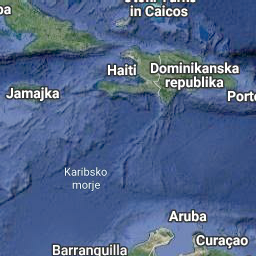 in Caicos
Haiti
Dominikanska
republika
Jamajka
Karibsko
morje
Aruba
Curaçao
Barranquilla